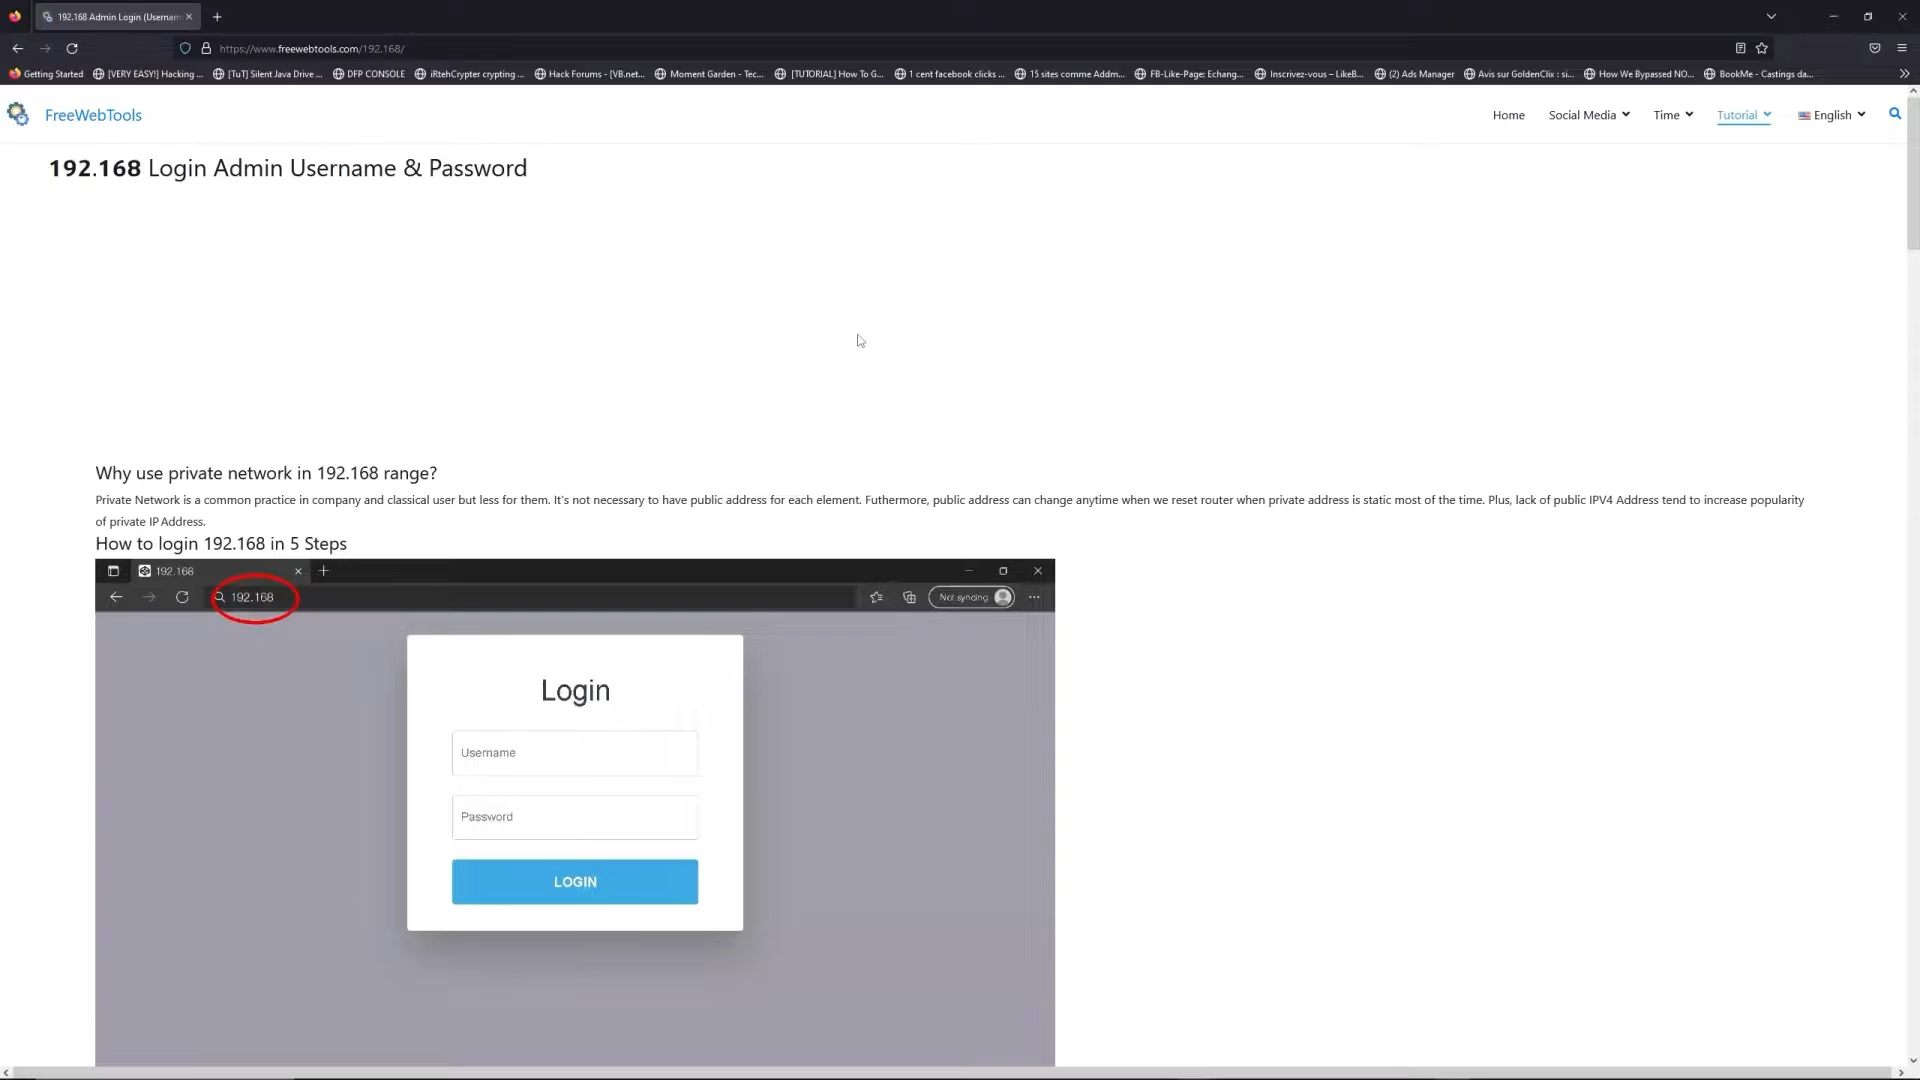 192.168 Admin Login (Usernam
https://www.freewebtools.com/192.168/
Getting Started
[VERY EASY!] Hacking ...
[TuT] Silent Java Drive ...
DFP CONSOLE
iRtehCrypter crypting ...
Hack Forums - [VB.net...
Moment Garden - Tec...
[TUTORIAL] How To G...
1 cent facebook clicks ...
15 sites comme Addm...
FB-Like-Page: Echang...
Inscrivez-vous – LikeB...
(2) Ads Manager
Avis sur GoldenClix : si...
How We Bypassed NO...
BookMe - Castings da...
FreeWebTools
Home
Social Media
Time
Tutorial
English
192.168 Login Admin Username & Password
Why use private network in 192.168 range?
Private Network is a common practice in company and classical user but less for them. It's not necessary to have public address for each element. Futhermore, public address can change anytime when we reset router when private address is static most of the time. Plus, lack of public IPV4 Address tend to increase popularity
of private IP Address.
How to login 192.168 in 5 Steps
192.168
192.168
Not syncing
Login
Username
Password
LOGIN